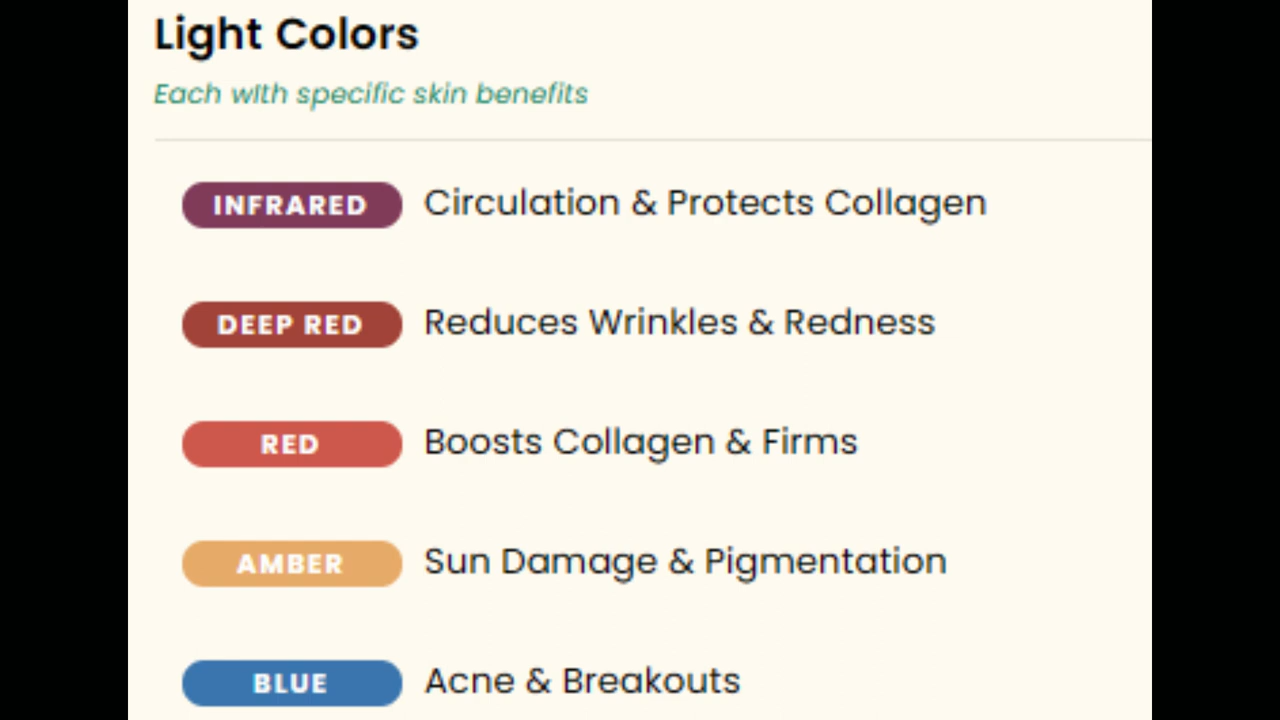 Light Colors
Each wIth specific skin benefits
INFRARED Circulation & Protects Collagen
DEEP RED Reduces Wrinkles & Redness
RED Boosts Collagen & Firms
AMBER Sun Damage & Pigmentation
BLUE Acne & Breakouts